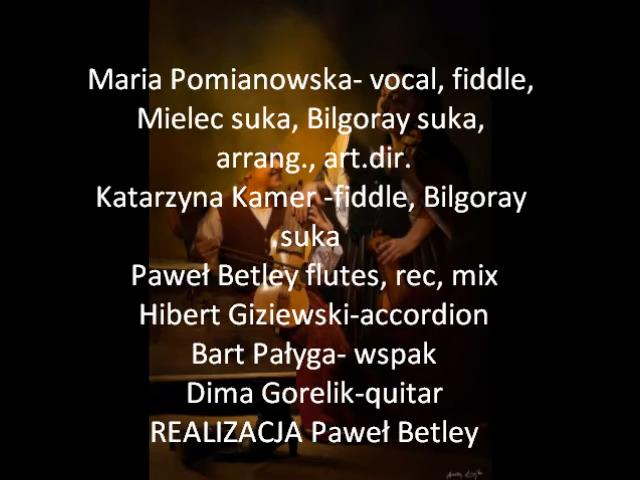 Maria Pomianowska- vocal, fiddle,
Mielec suka, Bilgoray suka,
arrang., art.dir.
Katarzyna Kamer -fiddle, Bilgoray
suka
Paweł Betley flutes, rec, mix
Hibert Giziewski-accordion
Bart Pałyga- wspak
Dima Gorelik-quitar
REALIZACJA Paweł Betley